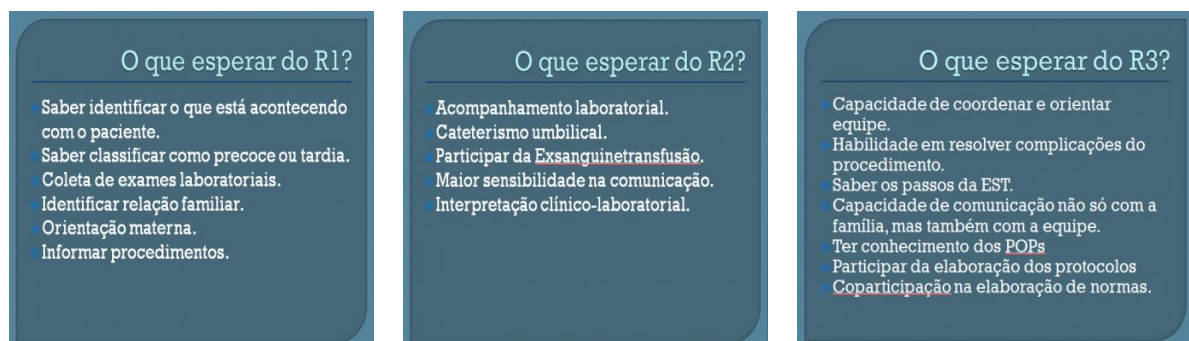 O que esperar do R1?
Saber identificar o que está acontecendo
com o paciente.
Saber classificar como precoce ou tardia.
Coleta de exames laboratoriais.
Identificar relação familiar.
Orientação materna.
Informar procedimentos.
O que esperar do R2?
Acompanhamento laboratorial.
Cateterismo umbilical.
Participar da Exsanguinetransfusão.
Maior sensibilidade na comunicação.
Interpretação clínico-laboratorial.
O que esperar do R3?
Capacidade de coordenar e orientar
equipe.
Habilidade em resolver complicações do
procedimento.
Saber os passos da EST.
Capacidade de comunicação não só com a
família, mas também com a equipe.
Ter conhecimento dos POPs
Participar da elaboração dos protocolos
Coparticipação na elaboração de normas.